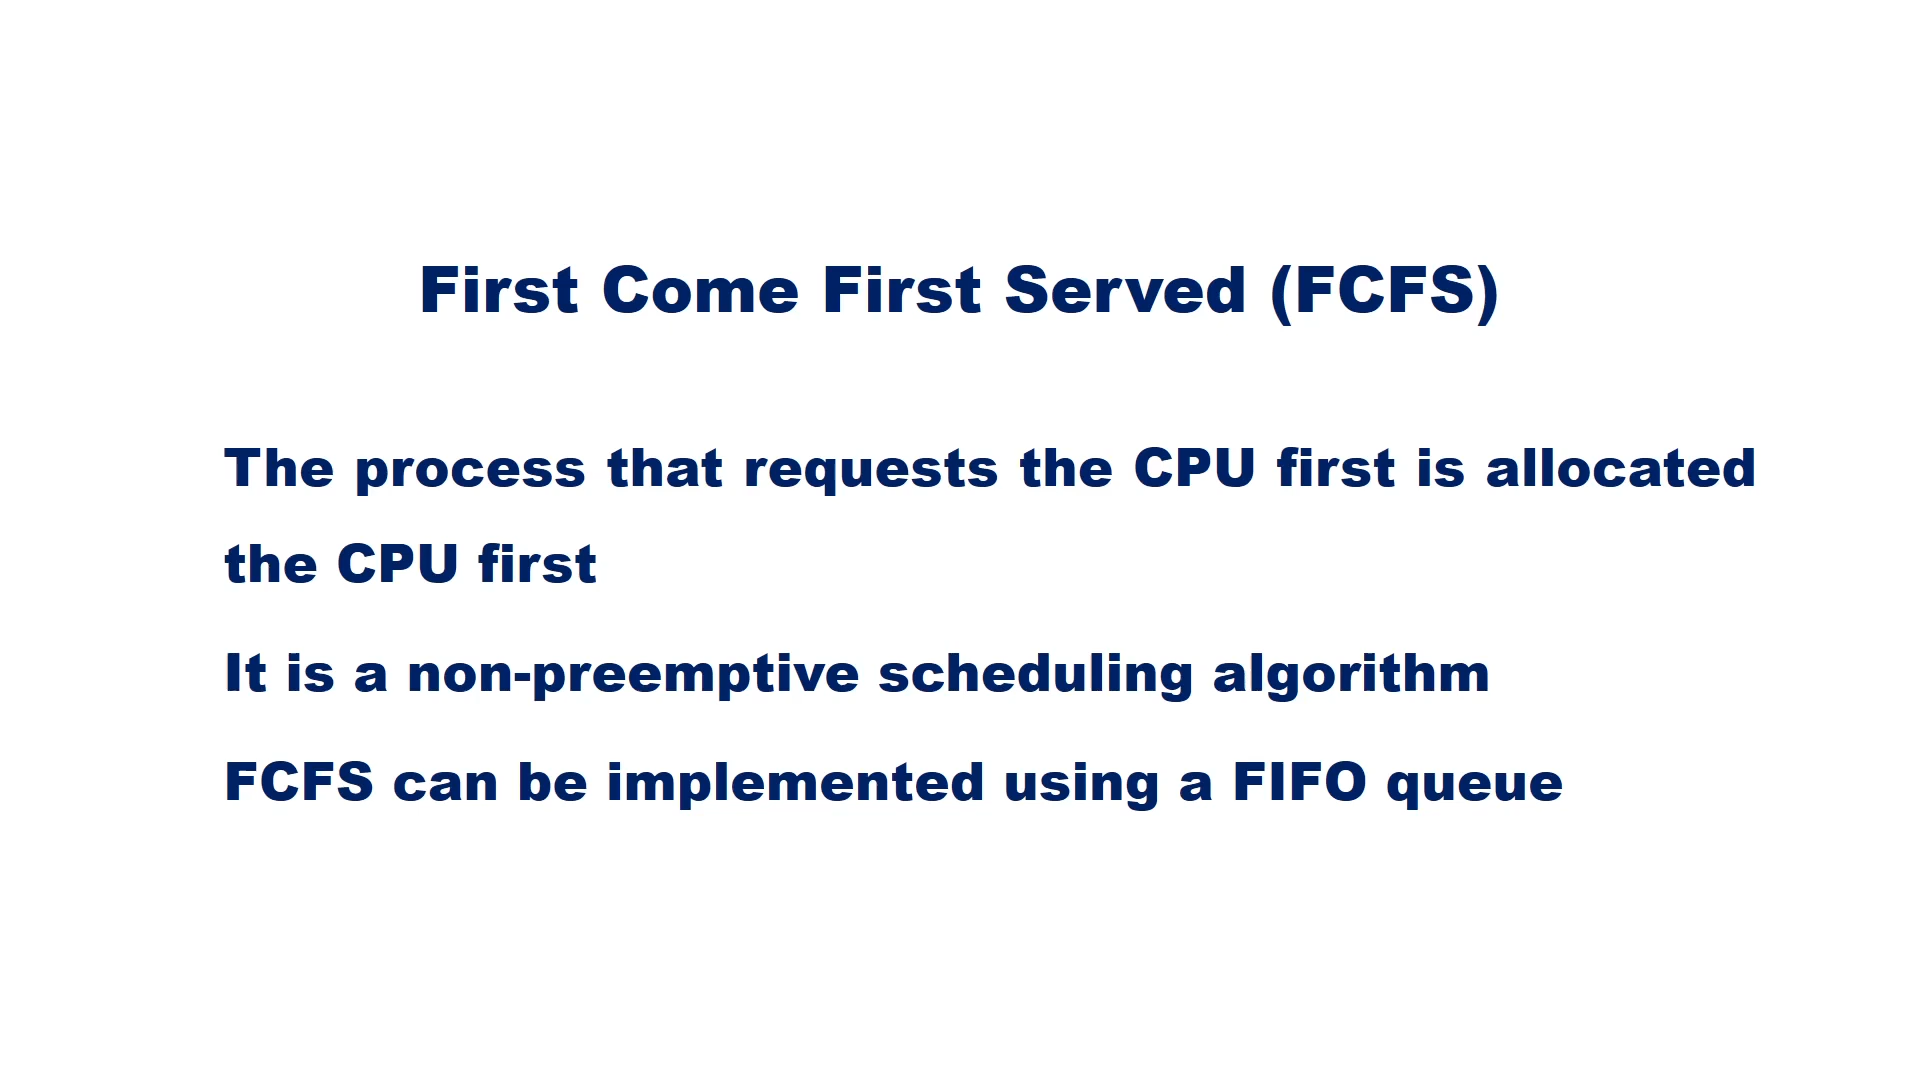 First Come First Served (FCFS)
The process that requests the CPU first is allocated
the CPU first
It is a non-preemptive scheduling algorithm
FCFS can be implemented using a FIFO queue